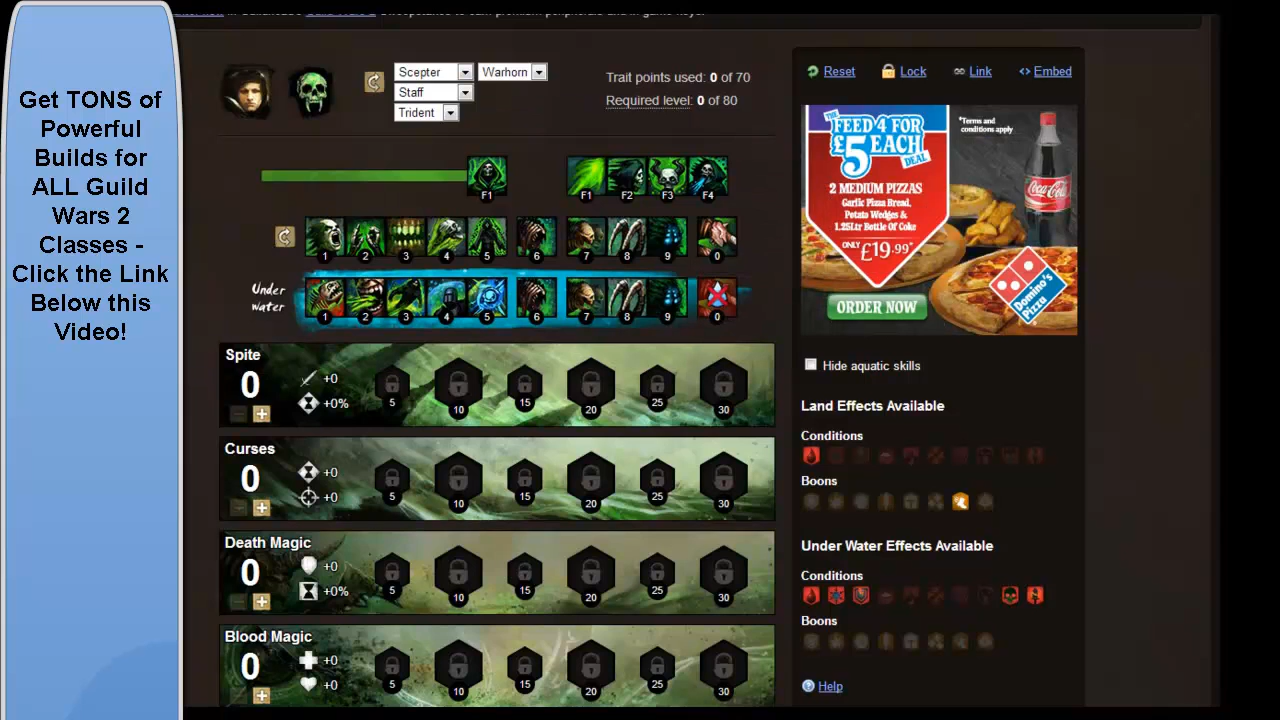 Get TONS of
Powerful
Builds for
ALL Guild
Wars 2
Classes -
Click the Link
Below this
Video!
Scepter
Warhorn
Staff
Trident
Trait points used: 0 of 70
Required level: 0 of 80
F1
F1 F2 F3 F4
1 2 3 4 5 6 7 8 9 0
Under
water
1 2 3 4 5 6 7 8 9 0
Spite
0
+0
+0%
5 10 15 20 25 30
Curses
0
+0
+0
5 10 15 20 25 30
Death Magic
0
+0
+0%
5 10 15 20 25 30
Blood Magic
0
+0
+0
5 10 15 20 25 30
Reset Lock Link Embed
THE
FEED 4 FOR
£5 EACH
DEAL
*Terms and
conditions apply
2 MEDIUM PIZZAS
Garlic Pizza Bread,
Potato Wedges &
1.25Ltr Bottle Of Coke
ONLY
£19.99*
ORDER NOW
Coca-Cola
Domino's
Pizza
Hide aquatic skills
Land Effects Available
Conditions
Boons
Under Water Effects Available
Conditions
Boons
Help